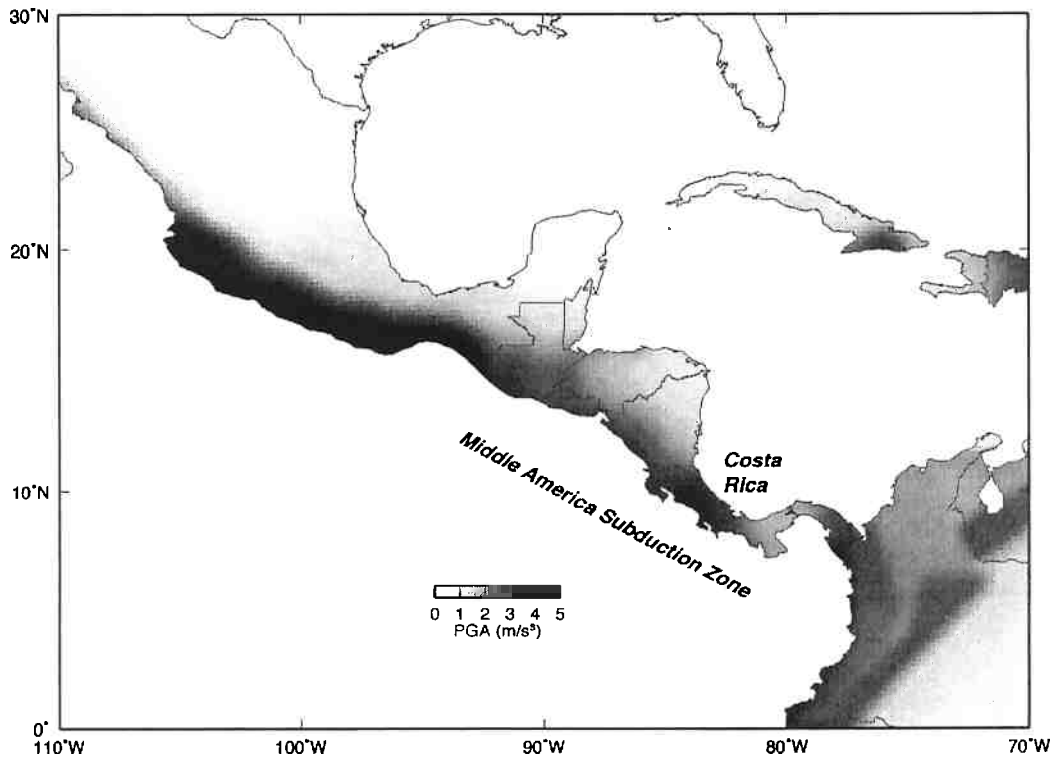 30˚N
20˚N
10˚N
0˚
110˚W
100˚W
90˚W
80˚W
70˚W
Middle America Subduction Zone
Costa
Rica
0 1 2 3 4 5
PGA (m/s³)